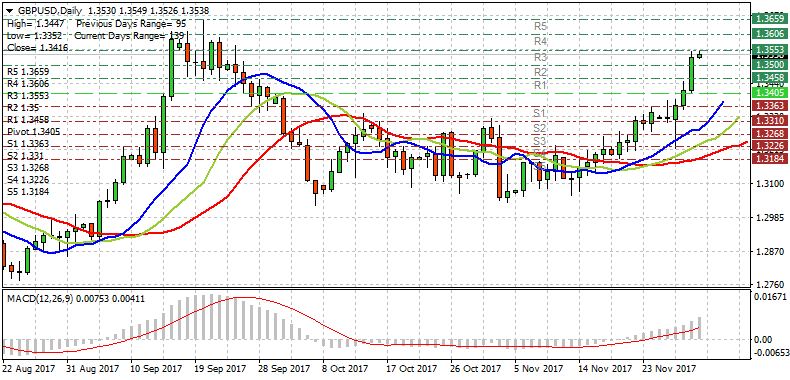 GBPUSD,Daily 1.3530 1.3549 1.3526 1.3538
High= 1.3447 Previous Days Range= 95
Low= 1.3352 Current Days Range= 139
Close= 1.3416
R5 1.3659
R4 1.3606
R3 1.3553
R2 1.35
R1 1.3458
Pivot 1.3405
S1 1.3363
S2 1.331
S3 1.3268
S4 1.3226
S5 1.3184
R5
R4
R3
R2
R1
S1
S2
S3
1.3659
1.3606
1.3553
1.3500
1.3458
1.3405
1.3363
1.3310
1.3268
1.3226
1.3184
1.3100
1.2985
1.2870
1.2760
MACD(12,26,9) 0.00753 0.00411
0.01671
0.00
-0.00653
22 Aug 2017
31 Aug 2017
10 Sep 2017
19 Sep 2017
28 Sep 2017
8 Oct 2017
17 Oct 2017
26 Oct 2017
5 Nov 2017
14 Nov 2017
23 Nov 2017